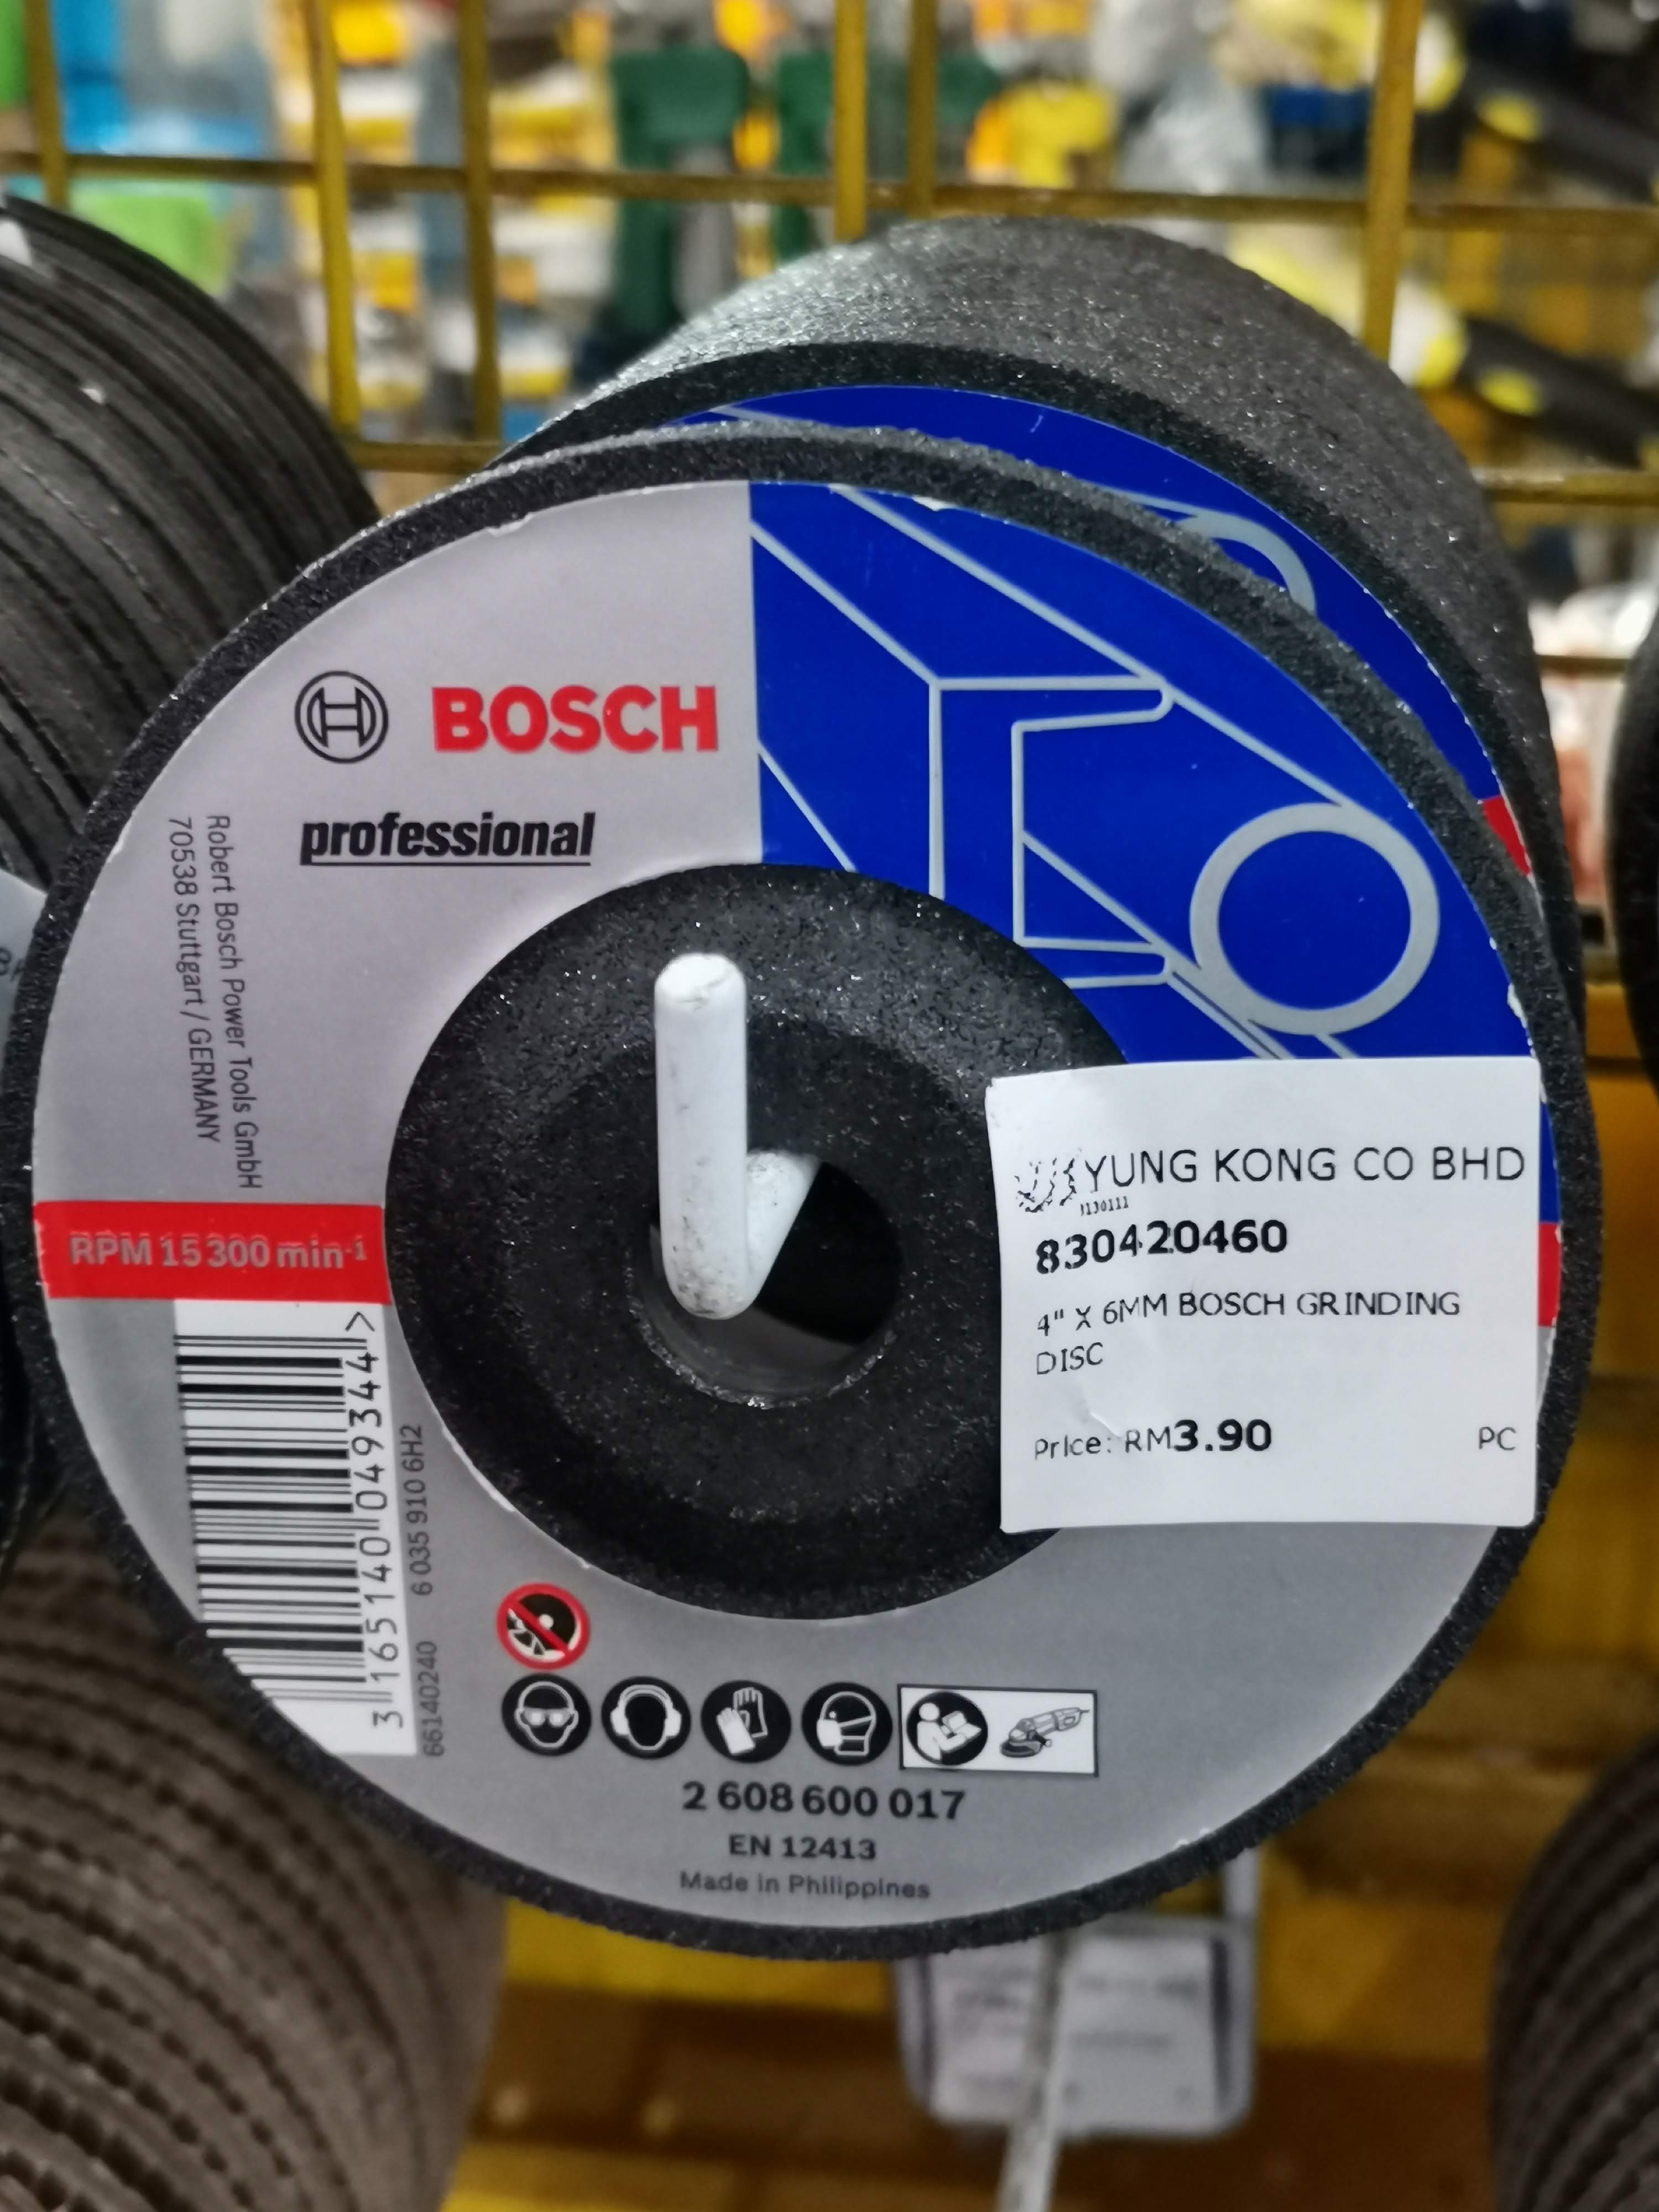 BOSCH
professional
Robert Bosch Power Tools GmbH
70538 Stuttgart / GERMANY
RPM 15 300 min-1
3 165140 049344 >
6 035 910 6H2
66140240
YUNG KONG CO BHD
830420460
4" X 6MM BOSCH GRINDING
DISC
Price: RM3.90 PC
2 608 600 017
EN 12413
Made in Philippines